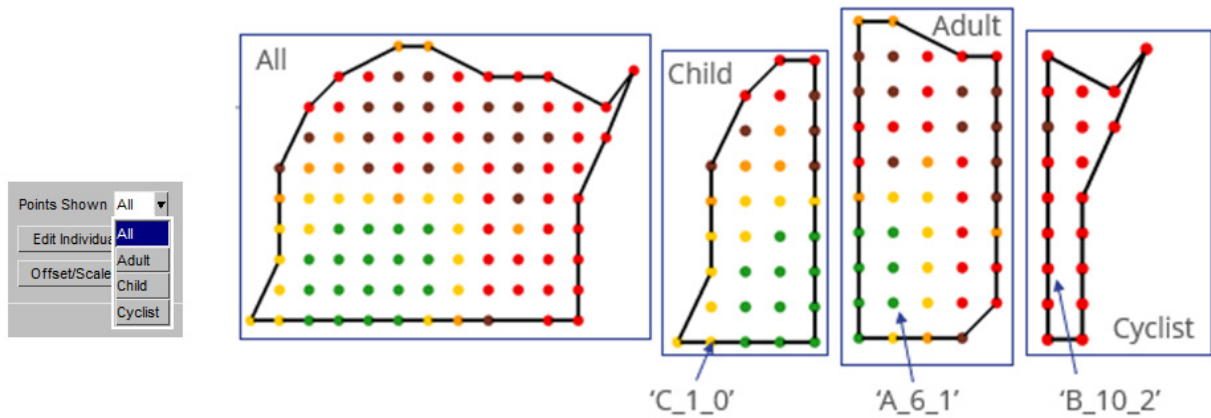 All
Child
Adult
Cyclist
Points Shown All
All
Edit Individua
Adult
Offset/Scale
Child
Cyclist
'C_1_0'
'A_6_1'
'B_10_2'